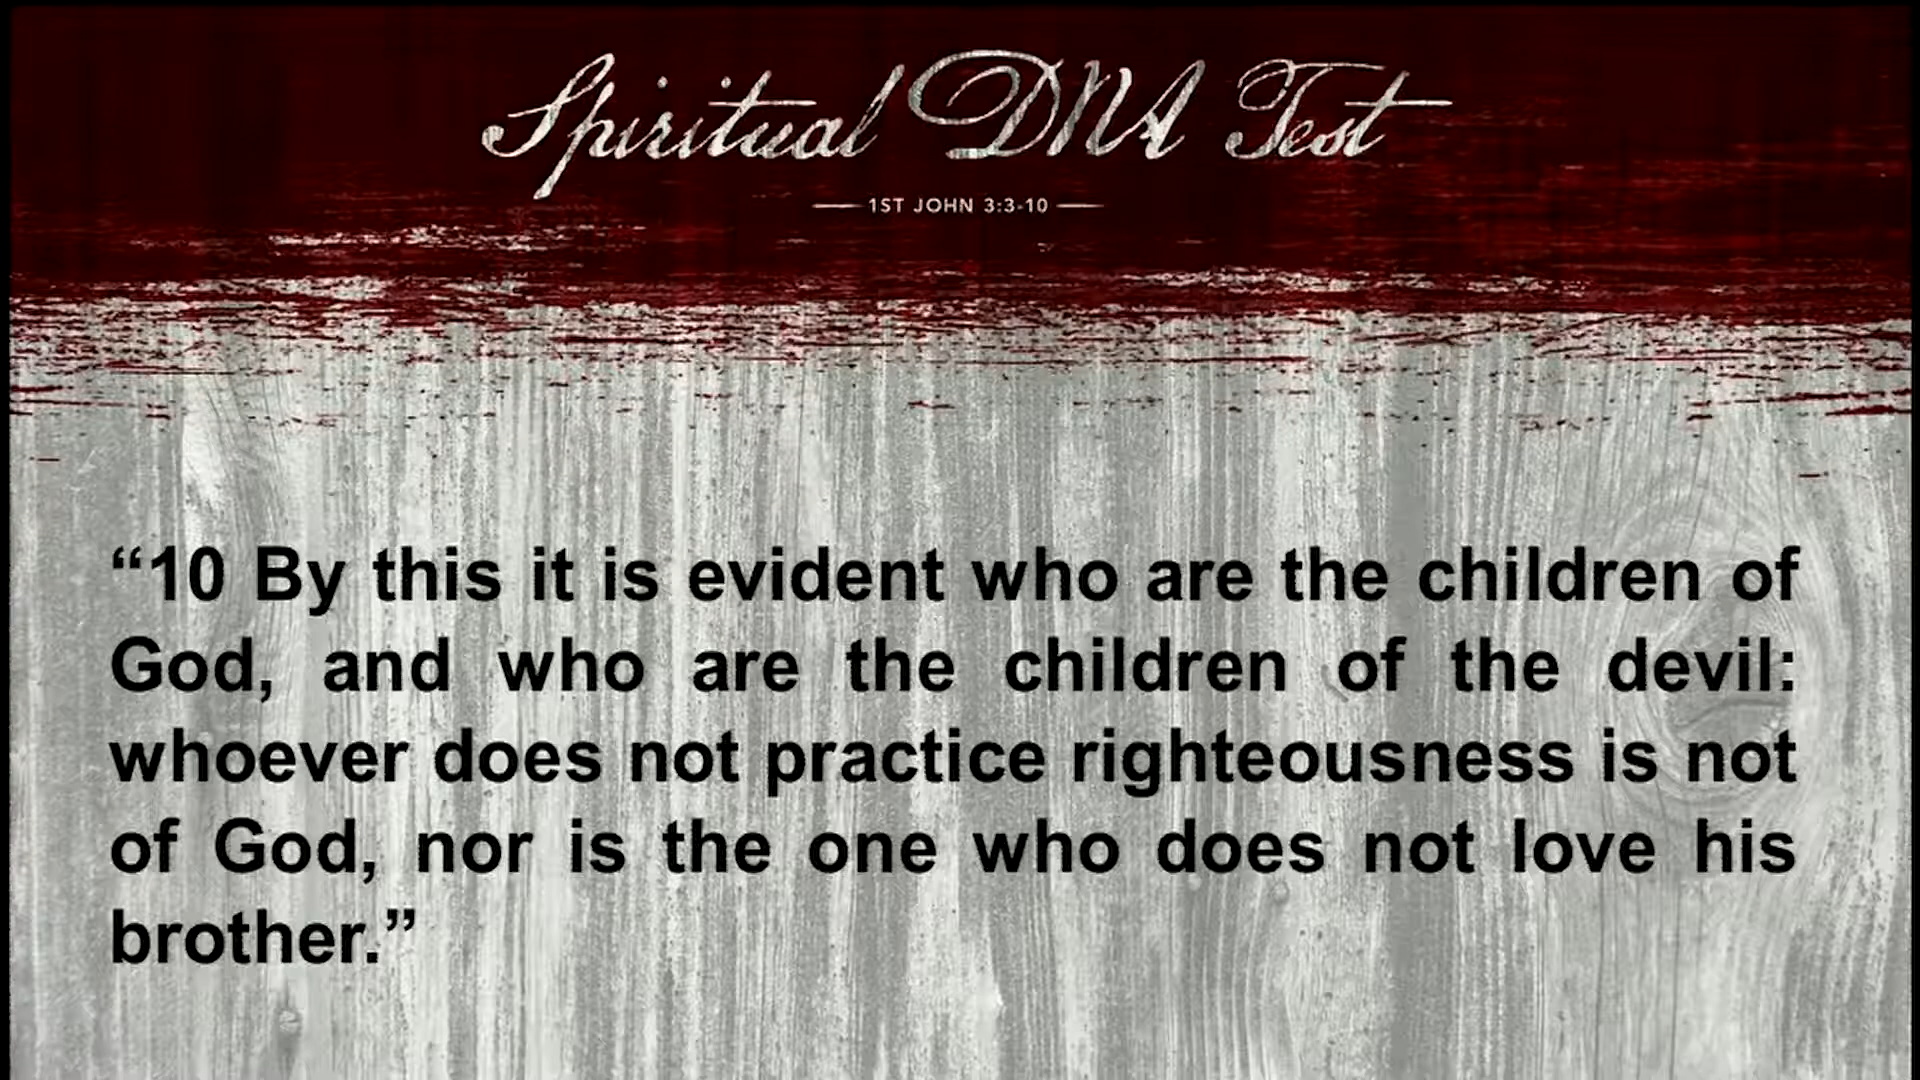 Spiritual DNA Test
1ST JOHN 3:3-10
“10 By this it is evident who are the children of
God, and who are the children of the devil:
whoever does not practice righteousness is not
of God, nor is the one who does not love his
brother.”